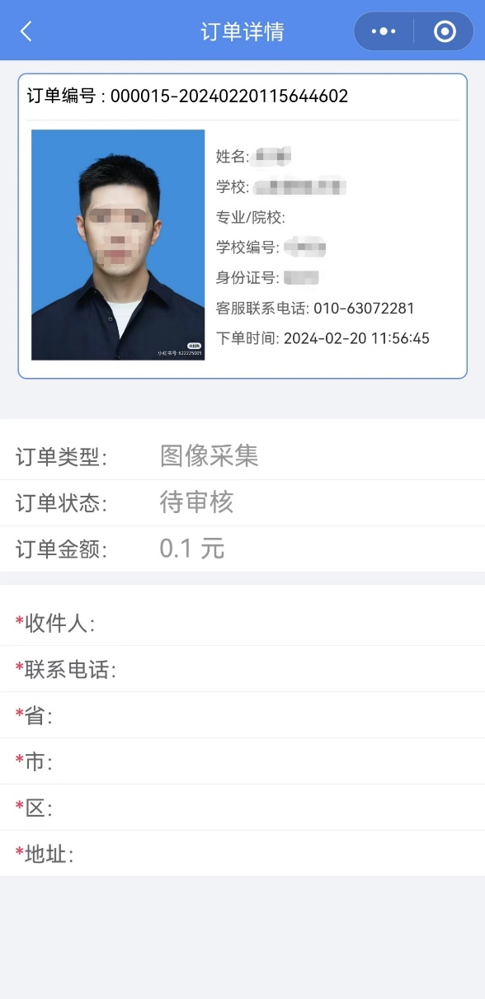 订单详情
订单编号 : 000015-20240220115644602
姓名:
学校:
专业/院校:
学校编号:
身份证号:
客服联系电话: 010-63072281
下单时间: 2024-02-20 11:56:45
小红书
小红书号: 622225005
订单类型: 图像采集
订单状态: 待审核
订单金额: 0.1 元
*收件人:
*联系电话:
*省:
*市:
*区:
*地址: